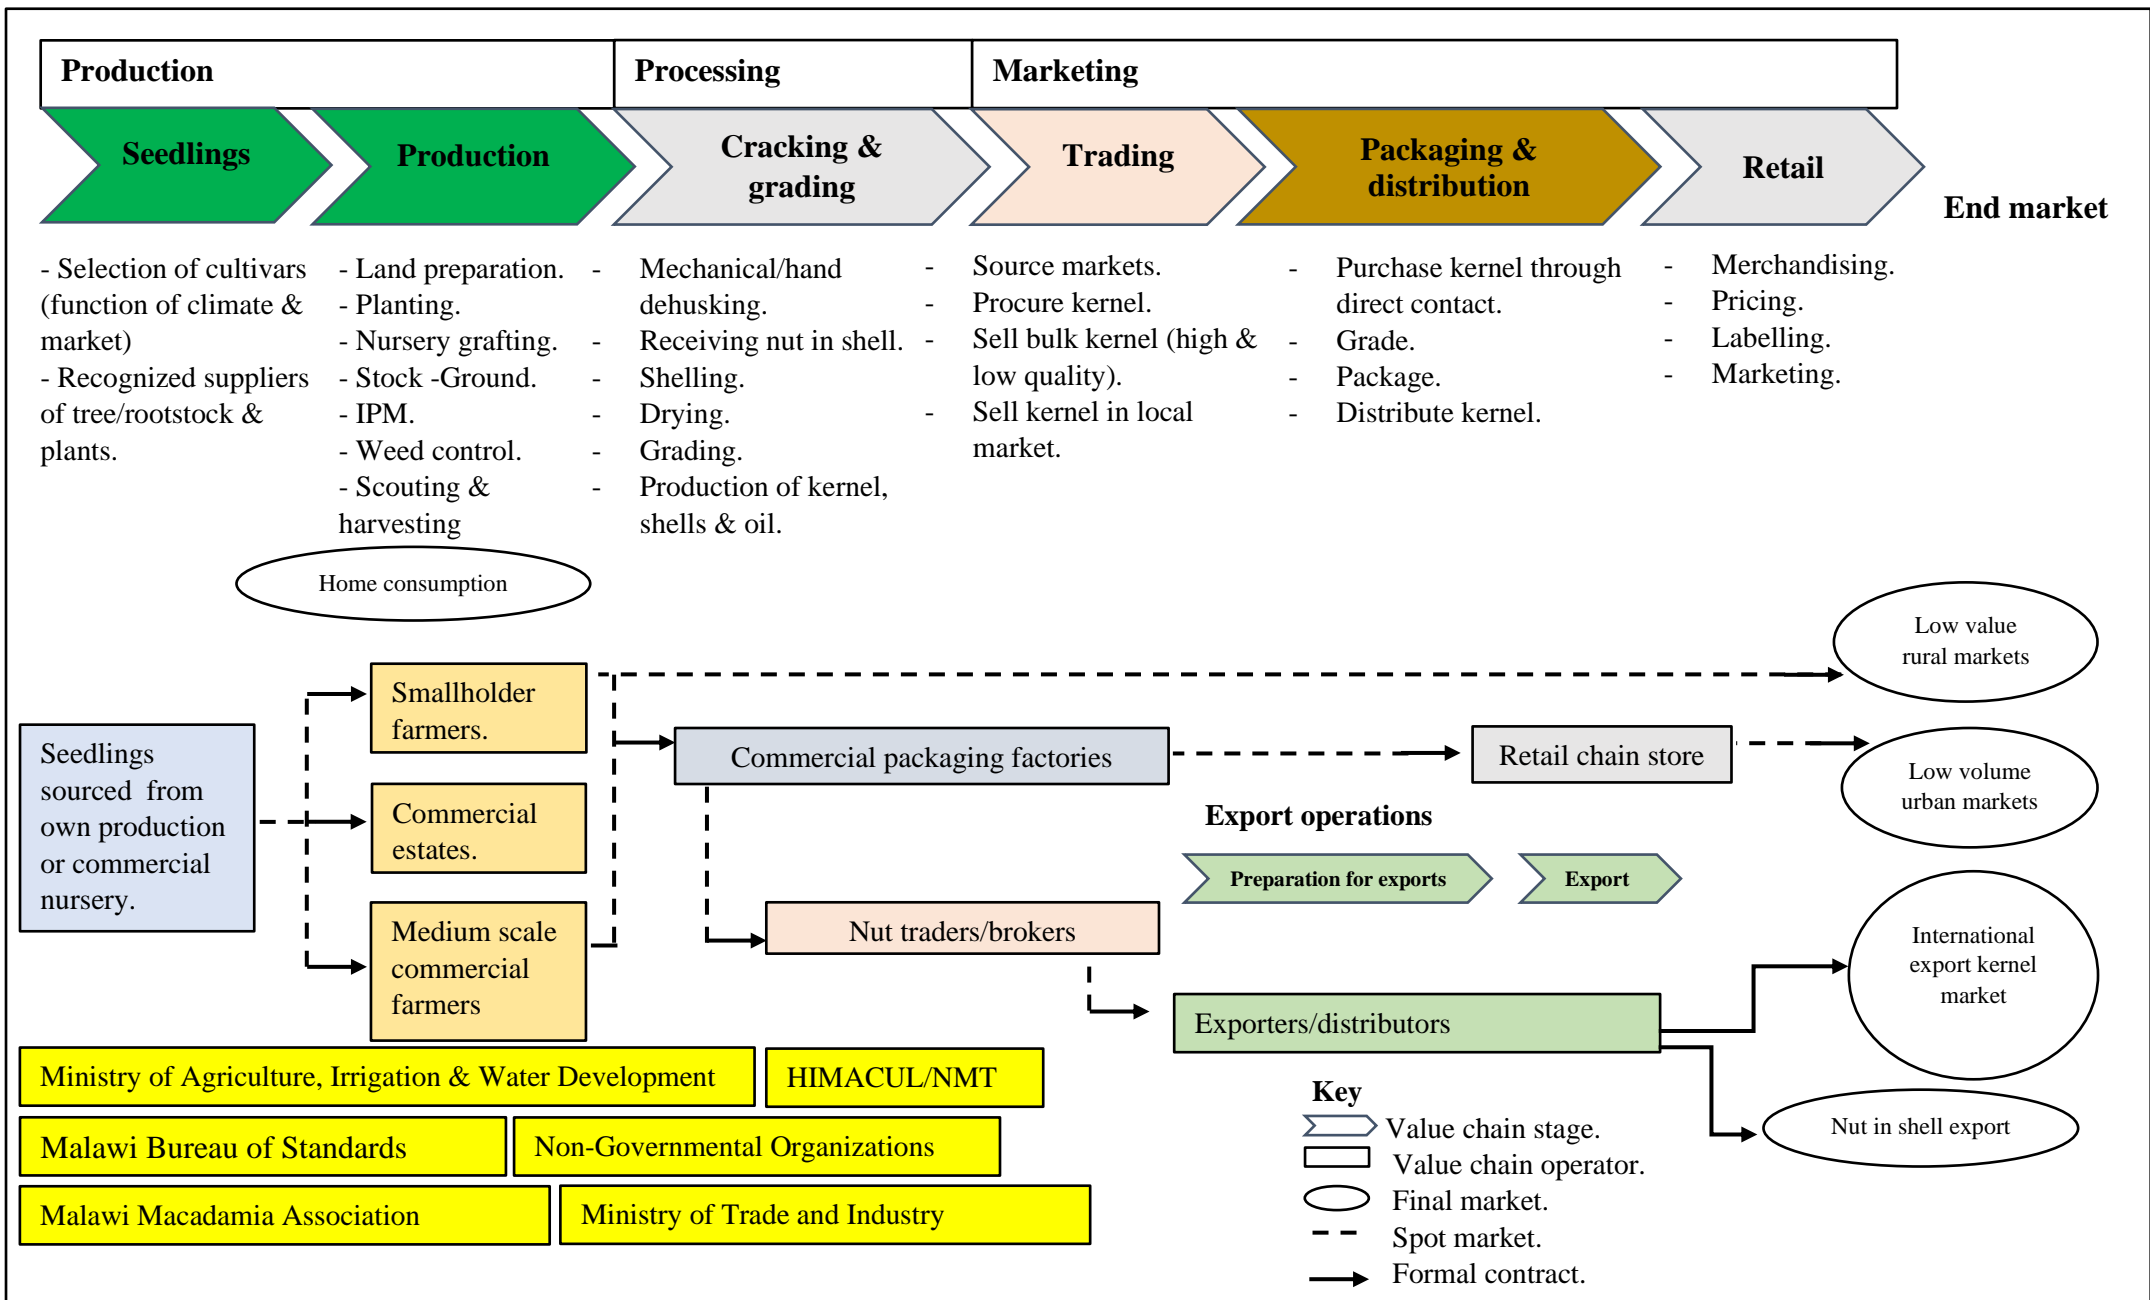 Production
Processing
Marketing
Seedlings
Production
Cracking &
grading
Trading
Packaging &
distribution
Retail
End market
- Selection of cultivars
(function of climate &
market)
- Recognized suppliers
of tree/rootstock &
plants.
- Land preparation.
- Planting.
- Nursery grafting.
- Stock -Ground.
- IPM.
- Weed control.
- Scouting &
harvesting
- Mechanical/hand
dehusking.
- Receiving nut in shell.
- Shelling.
- Drying.
- Grading.
- Production of kernel,
shells & oil.
- Source markets.
- Procure kernel.
- Sell bulk kernel (high &
low quality).
- Sell kernel in local
market.
- Purchase kernel through
direct contact.
- Grade.
- Package.
- Distribute kernel.
- Merchandising.
- Pricing.
- Labelling.
- Marketing.
Home consumption
Low value
rural markets
Smallholder
farmers.
Seedlings
sourced from
own production
or commercial
nursery.
Commercial packaging factories
Retail chain store
Low volume
urban markets
Commercial
estates.
Export operations
Preparation for exports
Export
Medium scale
commercial
farmers
Nut traders/brokers
International
export kernel
market
Exporters/distributors
Ministry of Agriculture, Irrigation & Water Development
HIMACUL/NMT
Malawi Bureau of Standards
Non-Governmental Organizations
Malawi Macadamia Association
Ministry of Trade and Industry
Nut in shell export
Key
Value chain stage.
Value chain operator.
Final market.
Spot market.
Formal contract.